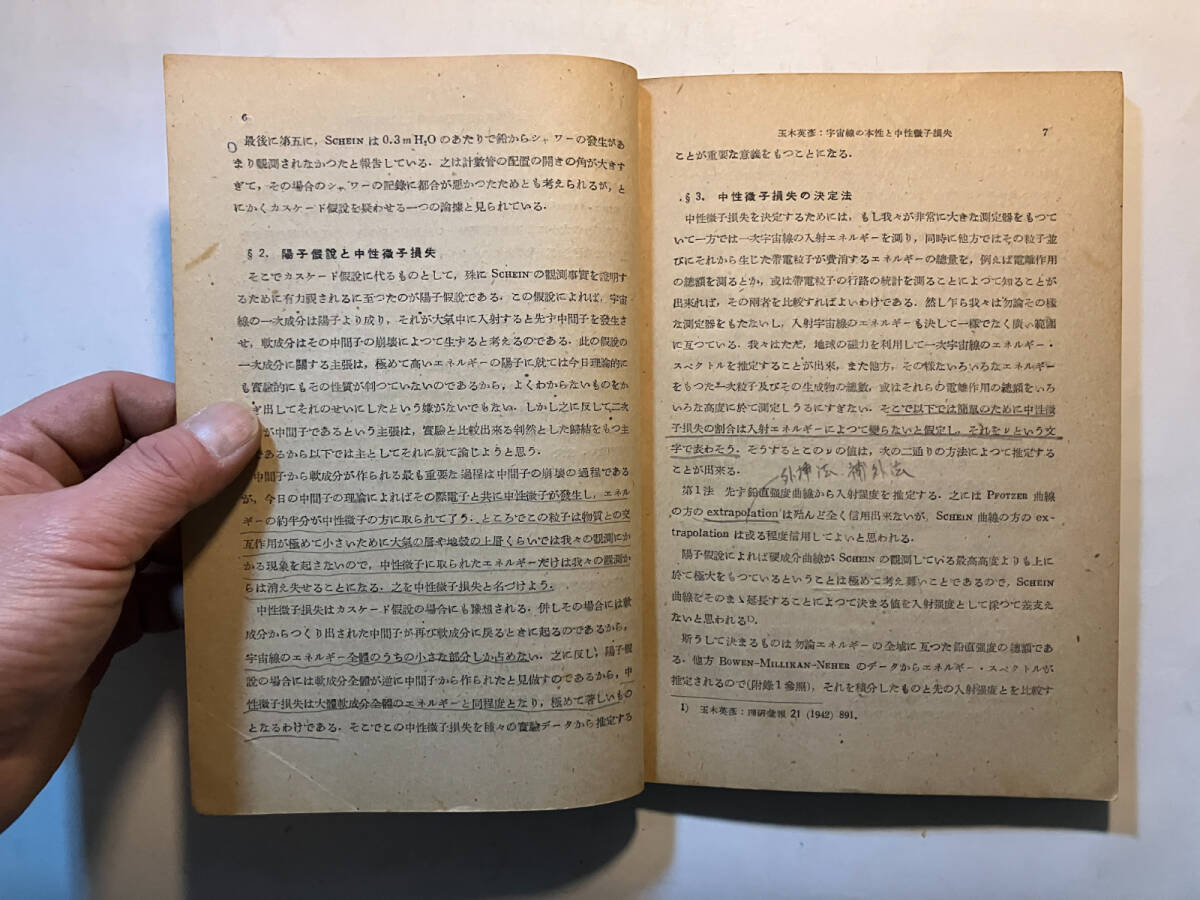 6
最後に第五に，SCHEIN は 0.3 m H₂O のあたりで鉛からシャワーの發生があ
まり觀測されなかつたと報告している．之は計數管の配置の開きの角が大きす
ぎて，その場合のシャワーの記錄に都合が悪かつたためとも考えられるが，と
にかくカスケード假說を疑わせる一つの論據と見られている．
§ 2. 陽子假說と中性微子損失
そこでカスケード假說に代るものとして，殊に SCHEIN の觀測事實を證明す
るために有力視されるに至つたのが陽子假說である．この假說によれば，宇宙
線の一次成分は陽子より成り，それが大氣中に入射すると先ず中間子を發生さ
せ，軟成分はその中間子の崩壞によつて生ずると考えるのである．此の假說の
一次成分に關する主張は，極めて高いエネルギーの陽子に就ては今日理論的に
も實驗的にもその性質が判つていないのであるから，よくわからないものをか
ぎ出してそれのせいにしたという嫌がないでもない．しかし之に反して二次
が中間子であるという主張は，實驗と比較出來る判然とした歸結をもつ主
であるから以下では主としてそれに就て論じようと思う．
中間子から軟成分が作られる最も重要な過程は中間子の崩壞の過程である
が，今日の中間子の理論によればその際電子と共に中性微子が發生し，エネル
ギーの約半分が中性微子の方に取られて了う．ところでこの粒子は物質との交
互作用が極めて小さいために大氣の層や地殼の上層くらいでは我々の觀測にか
かる現象を起さないので，中性微子に取られたエネルギーだけは我々の觀測か
らは消え失せることになる．之を中性微子損失と名づけよう．
中性微子損失はカスケード假說の場合にも豫想される．併しその場合には軟
成分からつくり出された中間子が再び軟成分に戾るときに起るのであるから，
宇宙線のエネルギー全體のうちの小さな部分しか占めない．之に反し，陽子假
說の場合には軟成分全體が逆に中間子から作られたと見做すのであるから，中
性微子損失は大體軟成分全體のエネルギーと同程度となり，極めて著しいもの
となるわけである．そこでこの中性微子損失を種々の實驗データから推定する
玉木英彦：宇宙線の本性と中性微子損失 7
ことが重要な意義をもつことになる．
§ 3. 中性微子損失の決定法
中性微子損失を決定するためには，もし我々が非常に大きな測定器をもつて
いて一方では一次宇宙線の入射エネルギーを測り，同時に他方ではその粒子並
びにそれから生じた帶電粒子が費消するエネルギーの總量を，例えば電離作用
の總額を測るとか，或は帶電粒子の行路の統計を測ることによつて知ることが
出來れば，その兩者を比較すればよいわけである．然し乍ら我々は勿論その樣
な測定器をもたないし，入射宇宙線のエネルギーも決して一樣でなく廣い範圍
に亙つている．我々はただ，地球の磁力を利用して一次宇宙線のエネルギー・
スペクトルを推定することが出來，また他方，その樣ないろいろなエネルギー
をもつた一次粒子及びその生成物の總數，或はそれらの電離作用の總額をいろ
いろな高度に於て測定しうるにすぎない．そこで以下では簡單のために中性微
子損失の割合は入射エネルギーによつて變らないと假定し，それをνという文
字で表わそう．そうするとこのνの値は，次の二通りの方法によつて推定する
ことが出來る．
外挿法 補外法
第1法 先ず鉛直强度曲線から入射强度を推定する．之には PFOTZER 曲線
の方の extrapolation は殆んど全く信用出來ないが，SCHEIN 曲線の方の ex-
trapolation は或る程度信用してよいと思われる．
陽子假說によれば硬成分曲線が SCHEIN の觀測している最高高度よりも上に
於て極大をもつているということは極めて考え難いことであるので，SCHEIN
曲線をそのまゝ延長することによつて決まる値を入射强度として採つて差支え
ないと思われる¹⁾．
斯うして決まるものは勿論エネルギーの全域に亙つた鉛直强度の總額であ
る．他方 BOWEN-MILLIKAN-NEHER のデータからエネルギー・スペクトルが
推定されるので(附錄1參照)，それを積分したものと先の入射强度とを比較す
1) 玉木英彦：理硏彙報 21 (1942) 891.